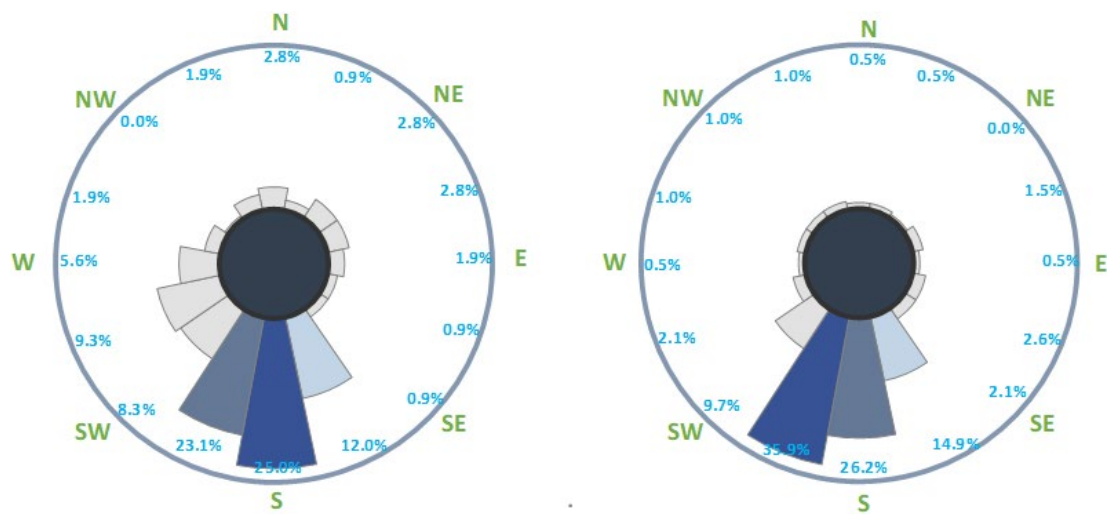 N
2.8%
0.9%
NE
2.8%
2.8%
1.9%
E
0.9%
0.9%
SE
12.0%
25.0%
S
23.1%
8.3%
SW
9.3%
5.6%
W
1.9%
0.0%
NW
1.9%
N
0.5%
0.5%
NE
0.0%
1.5%
0.5%
E
2.6%
2.1%
SE
14.9%
26.2%
S
35.9%
9.7%
SW
2.1%
0.5%
W
1.0%
1.0%
NW
1.0%